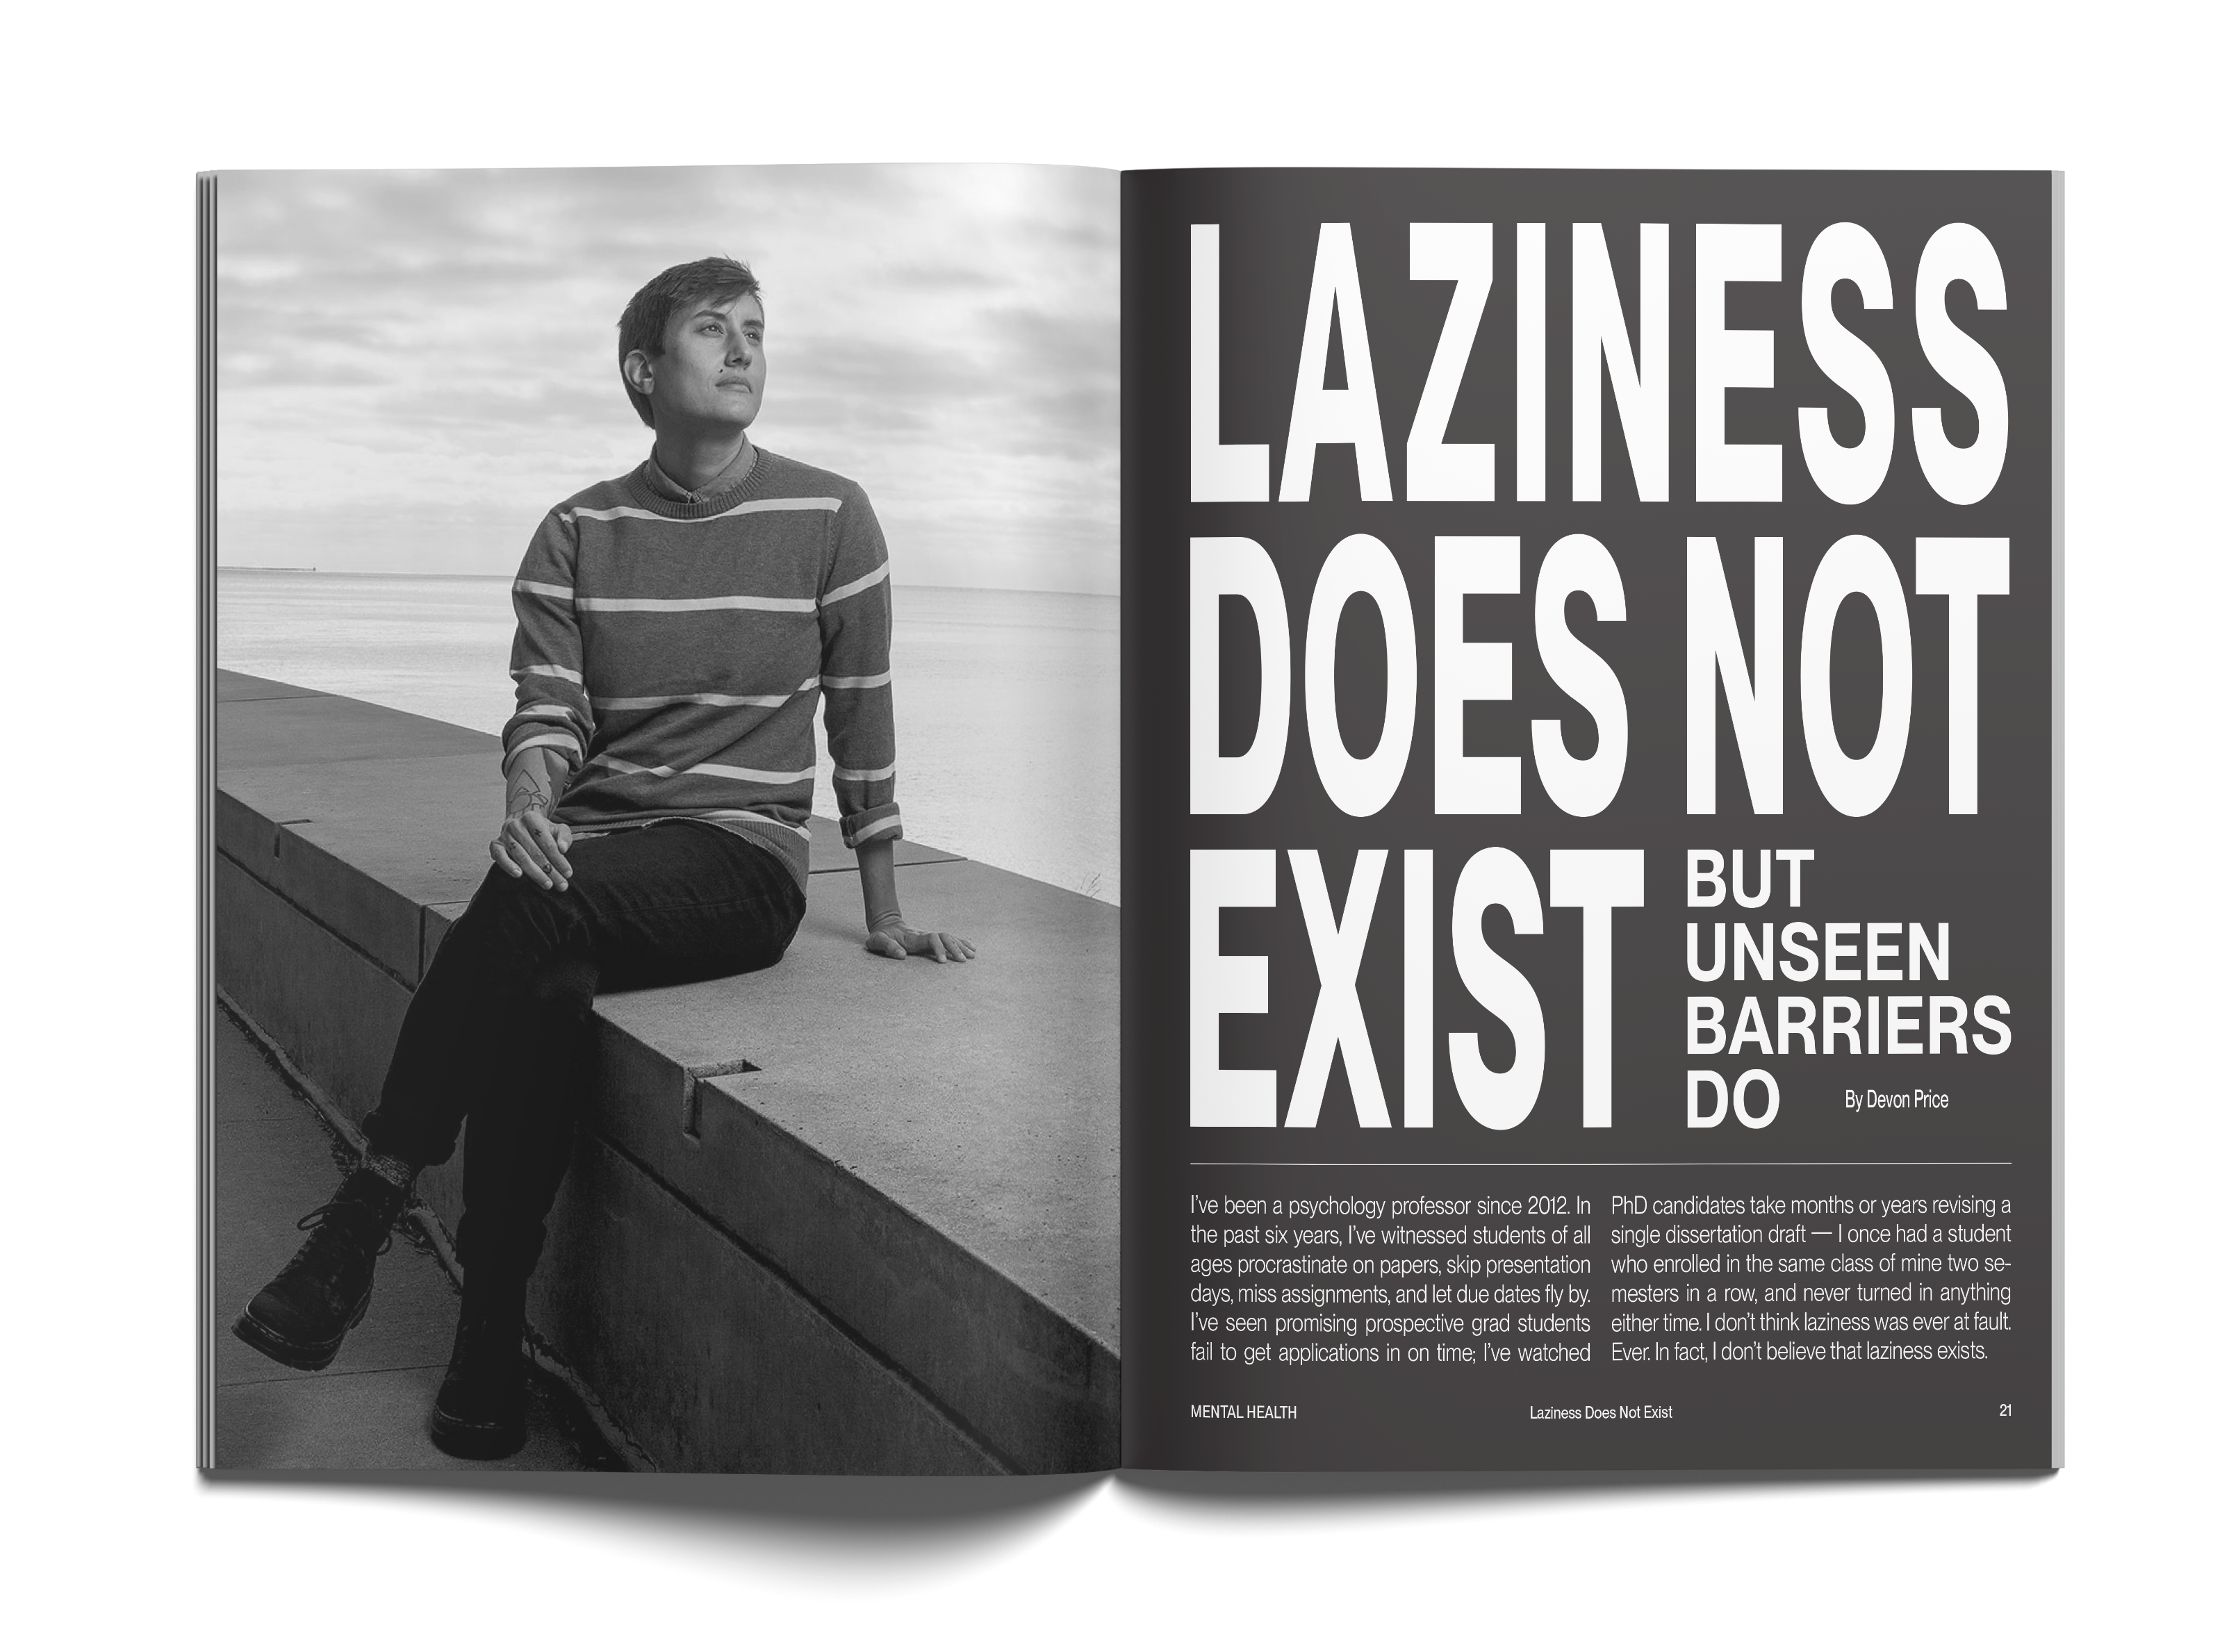 LAZINESS
DOES NOT
EXIST
BUT
UNSEEN
BARRIERS
DO
By Devon Price
I’ve been a psychology professor since 2012. In
the past six years, I’ve witnessed students of all
ages procrastinate on papers, skip presentation
days, miss assignments, and let due dates fly by.
I’ve seen promising prospective grad students
fail to get applications in on time; I’ve watched
PhD candidates take months or years revising a
single dissertation draft — I once had a student
who enrolled in the same class of mine two se-
mesters in a row, and never turned in anything
either time. I don’t think laziness was ever at fault.
Ever. In fact, I don’t believe that laziness exists.
MENTAL HEALTH
Laziness Does Not Exist
21